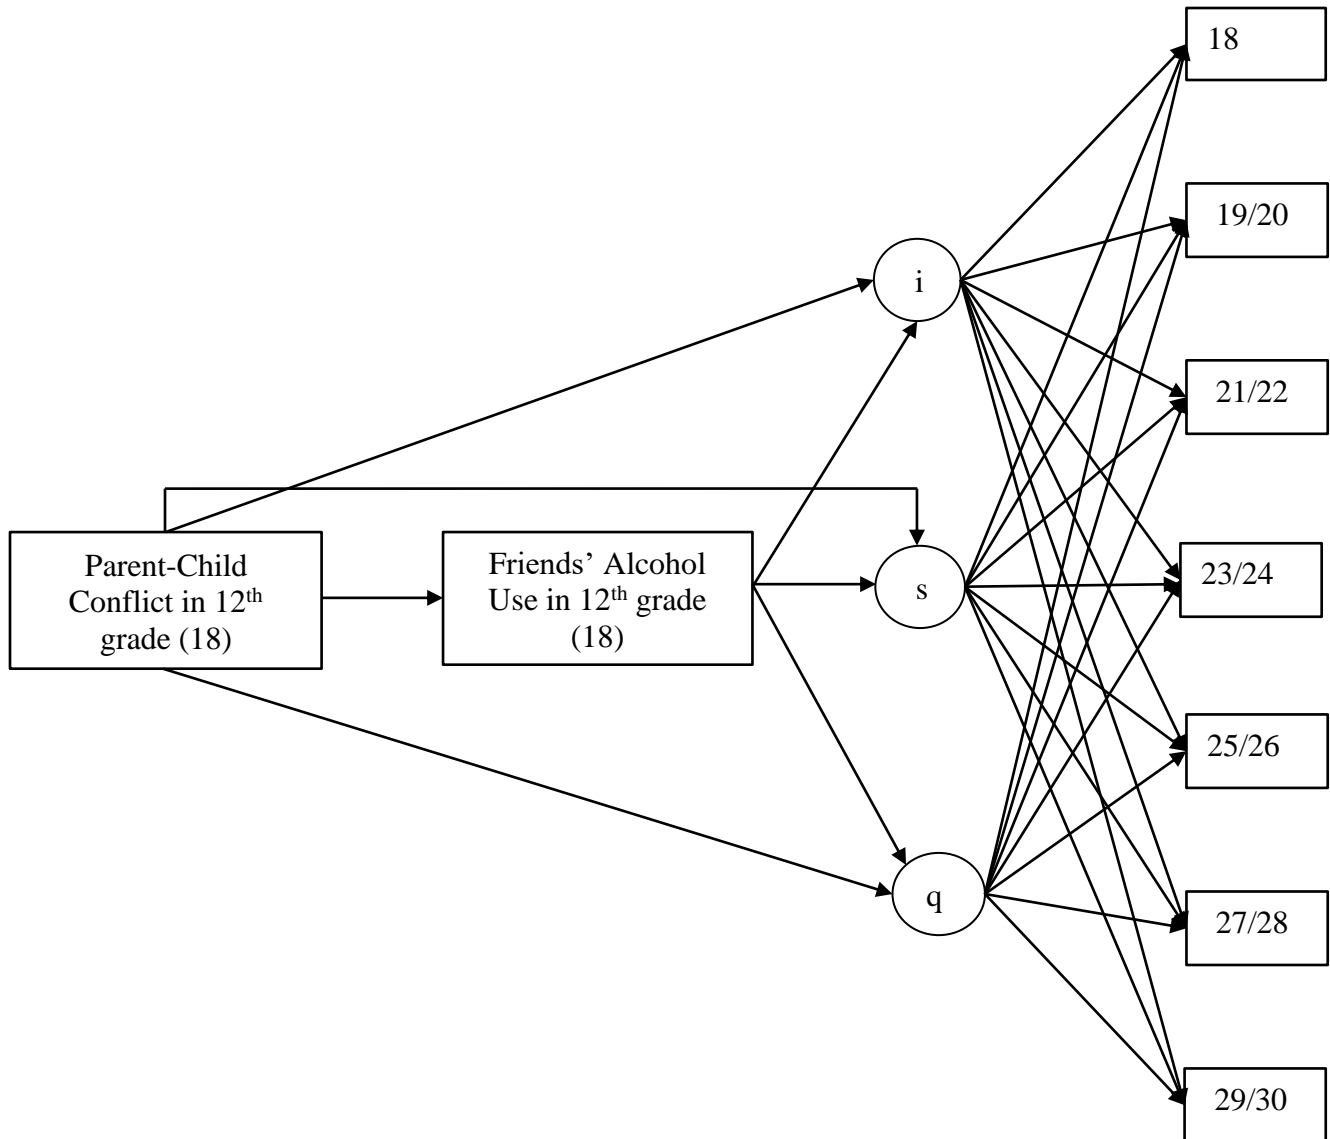 18
19/20
i
21/22
Parent-Child
Conflict in 12th
grade (18)
Friends’ Alcohol
Use in 12th grade
(18)
s
23/24
25/26
q
27/28
29/30